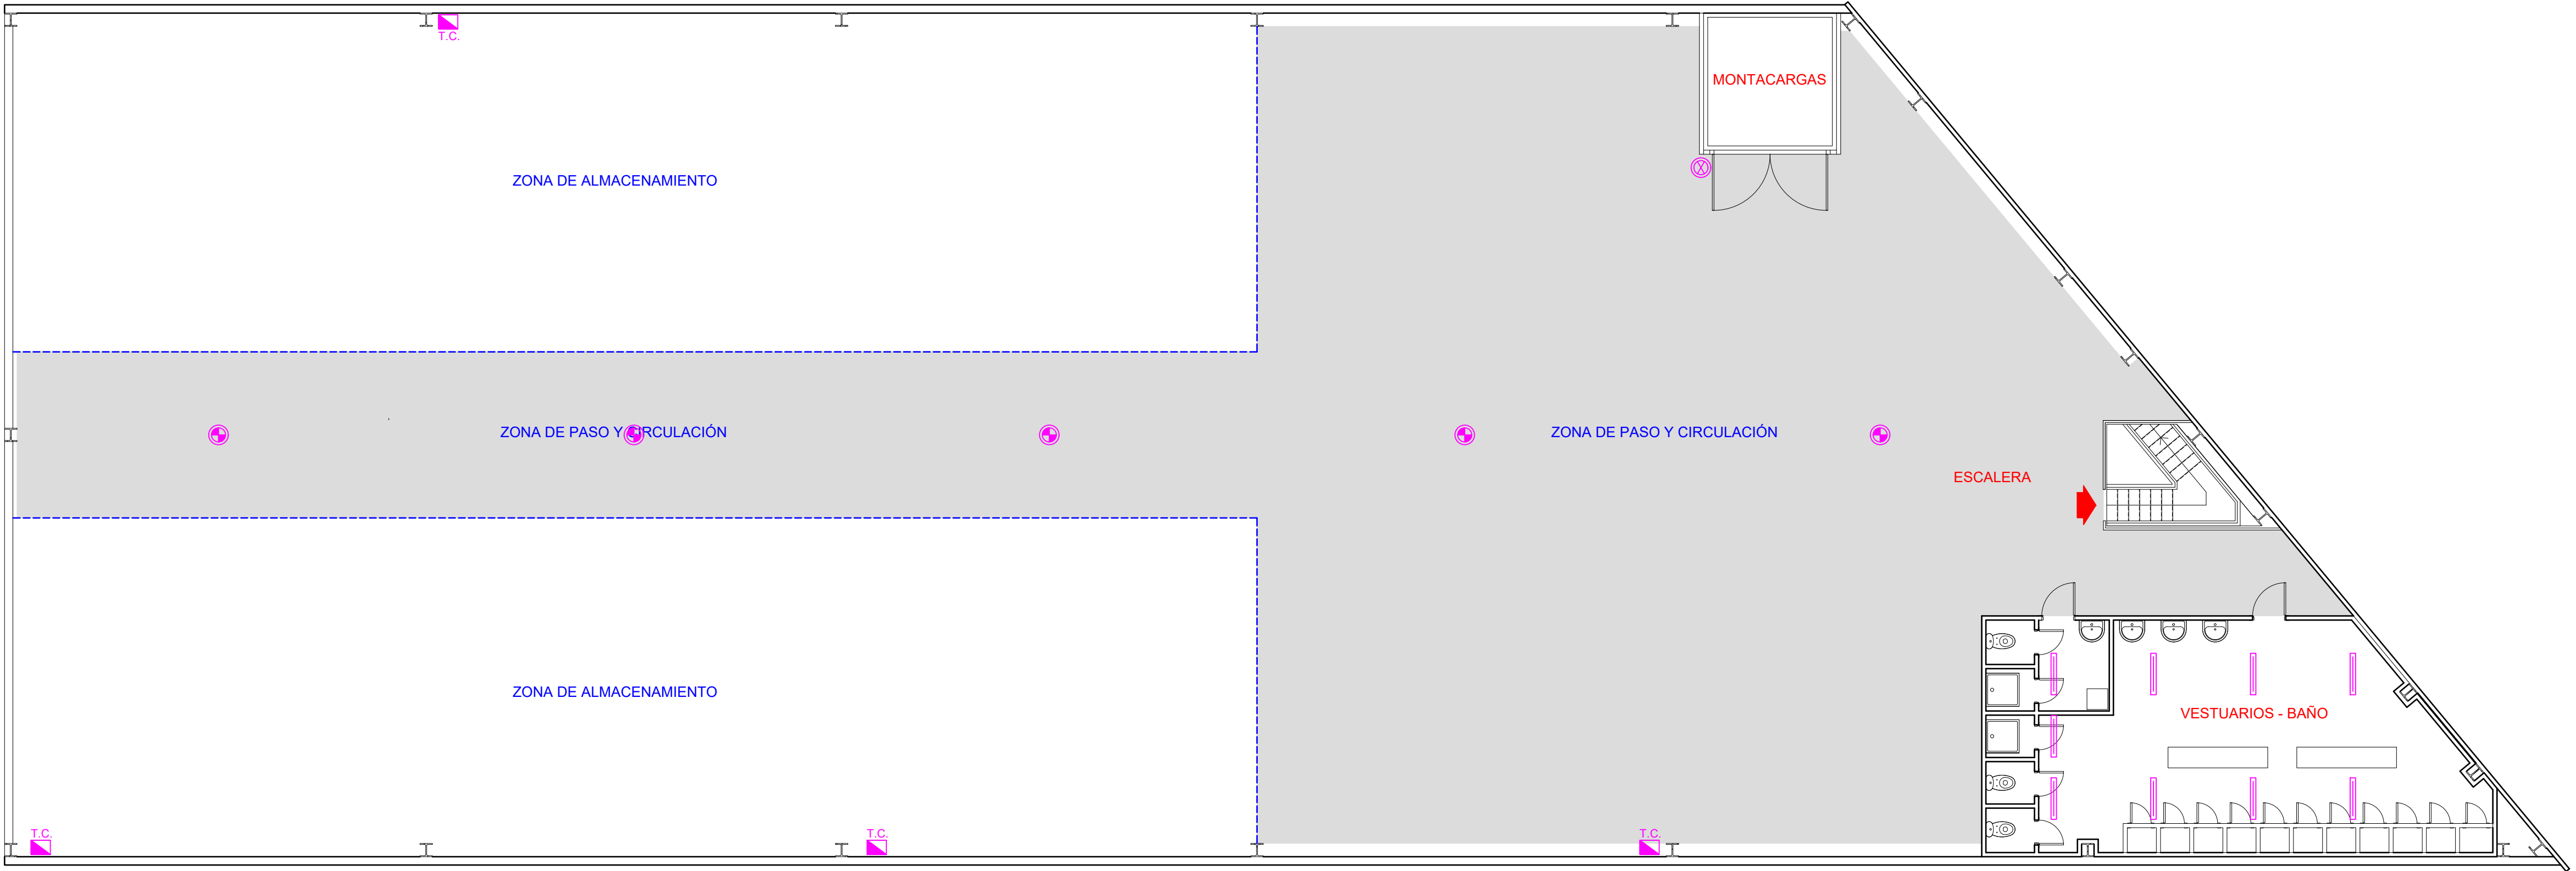 T.C.
MONTACARGAS
ZONA DE ALMACENAMIENTO
ZONA DE PASO Y CIRCULACIÓN
ZONA DE PASO Y CIRCULACIÓN
ESCALERA
ZONA DE ALMACENAMIENTO
VESTUARIOS - BAÑO
T.C.
T.C.
T.C.